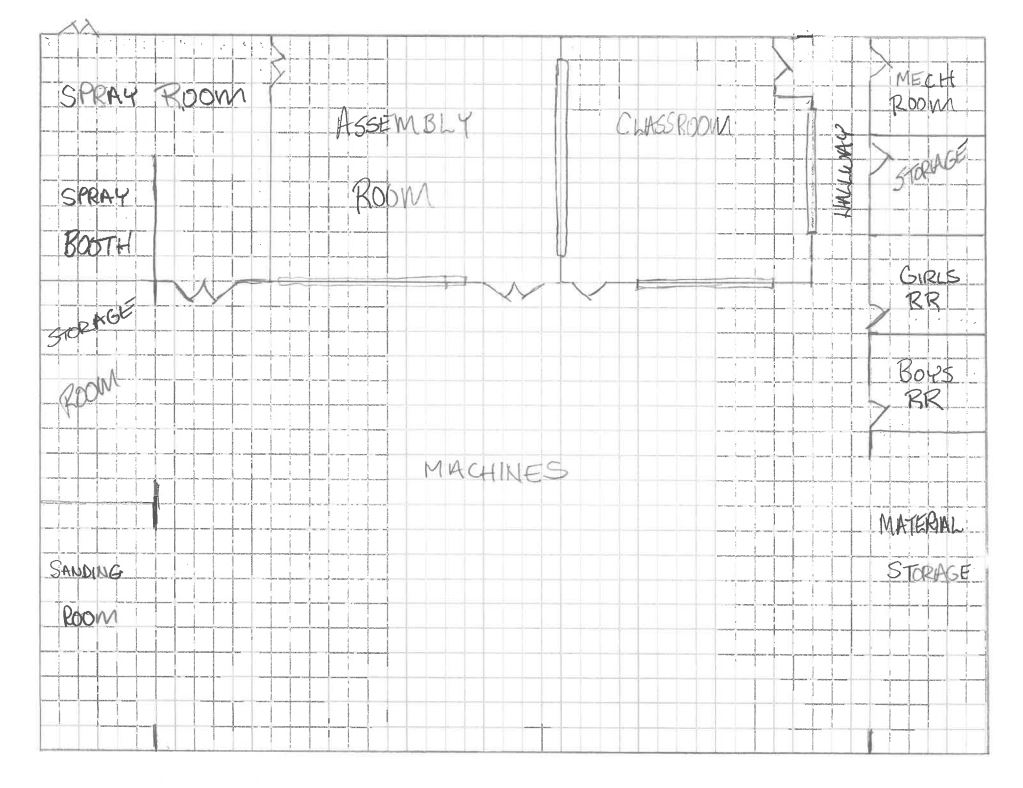 SPRAY ROOM
SPRAY
BOOTH
ASSEMBLY
ROOM
CLASSROOM
HALLWAY
MECH
ROOM
STORAGE
GIRLS
RR
BOYS
RR
STORAGE
ROOM
MACHINES
SANDING
ROOM
MATERIAL
STORAGE